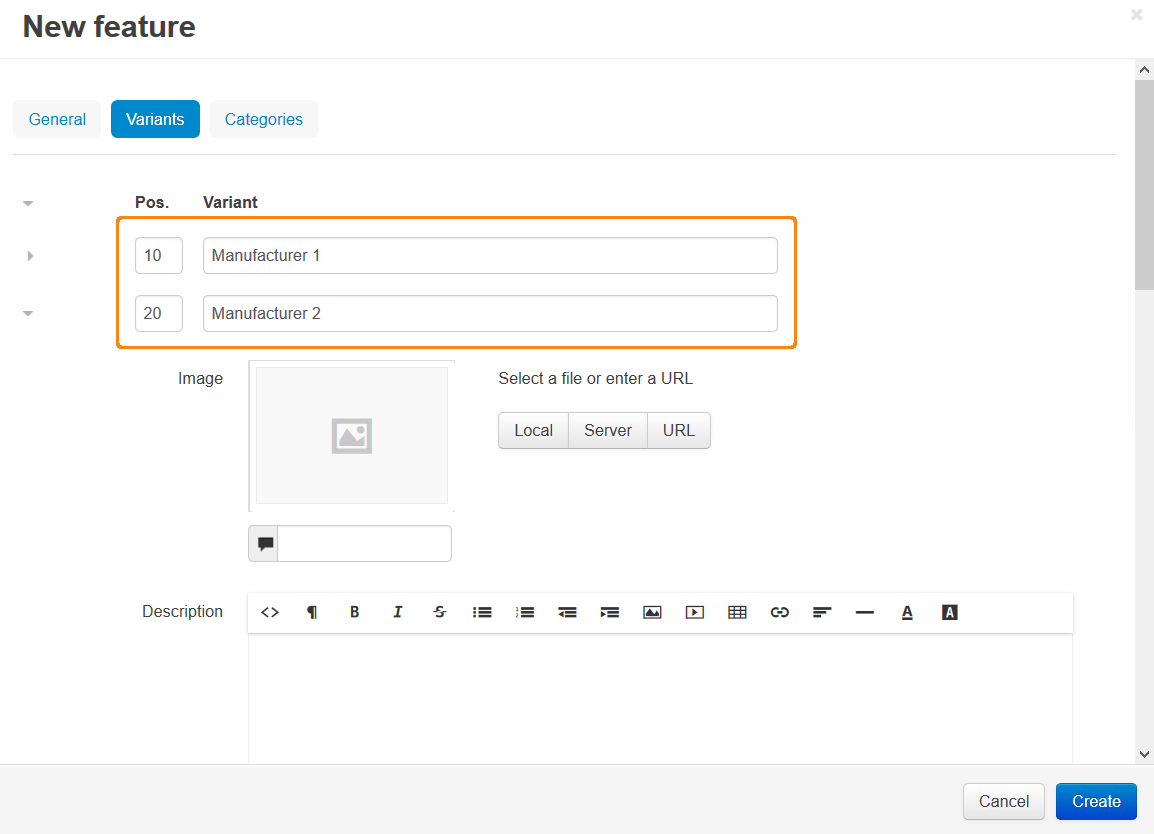 New feature
General Variants Categories
Pos. Variant
10 Manufacturer 1
20 Manufacturer 2
Image Select a file or enter a URL
Local Server URL
Description
Cancel Create